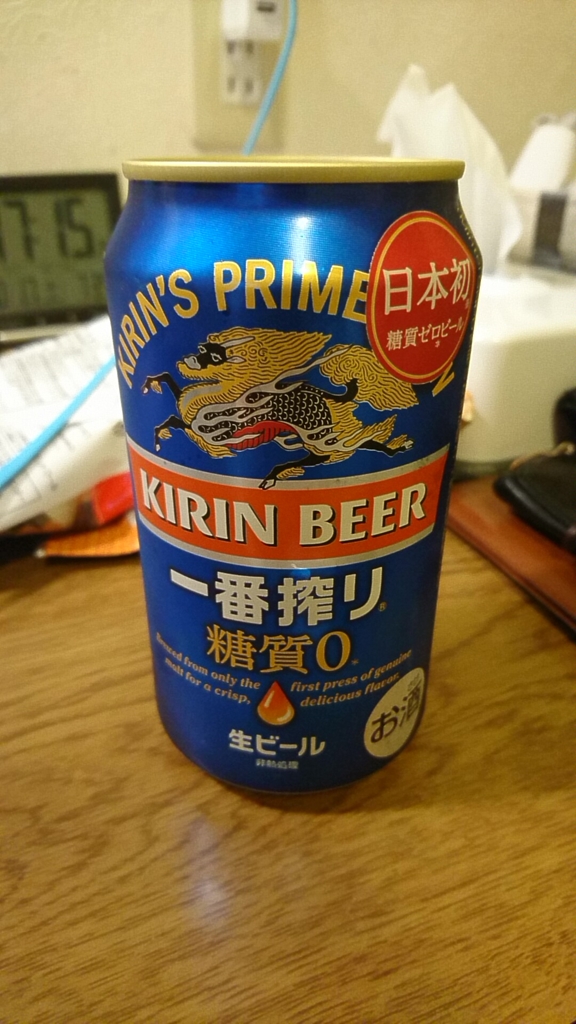 17:15
KIRIN'S PRIME
日本初
糖質ゼロビール
KIRIN BEER
一番搾り®
糖質0
Brewed from only the first press of genuine
malt for a crisp, delicious flavor.
お酒
生ビール
非熱処理